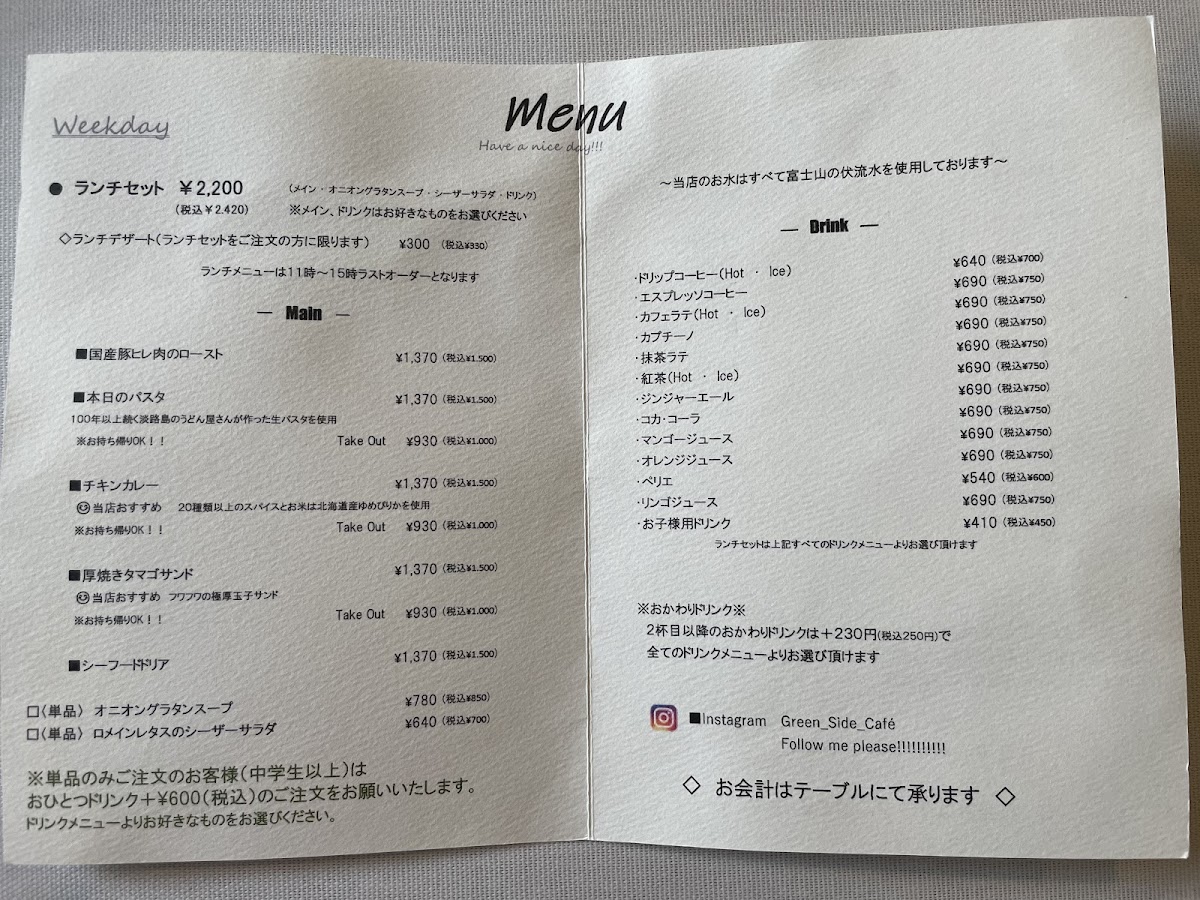 Weekday
Menu
Have a nice day!!!
● ランチセット ￥2,200 （メイン・オニオングラタンスープ・シーザーサラダ・ドリンク）
（税込￥2.420） ※メイン、ドリンクはお好きなものをお選びください
◇ランチデザート（ランチセットをご注文の方に限ります） ¥300 （税込¥330）
ランチメニューは11時～15時ラストオーダーとなります
— Main —
■国産豚ヒレ肉のロースト ¥1,370（税込¥1.500）
■本日のパスタ ¥1,370（税込¥1.500）
100年以上続く淡路島のうどん屋さんが作った生パスタを使用
※お持ち帰りOK！！ Take Out ¥930（税込¥1.000）
■チキンカレー ¥1,370（税込¥1.500）
☺当店おすすめ 20種類以上のスパイスとお米は北海道産ゆめぴりかを使用
※お持ち帰りOK！！ Take Out ¥930（税込¥1.000）
■厚焼きタマゴサンド ¥1,370（税込¥1.500）
☺当店おすすめ フワフワの極厚玉子サンド
※お持ち帰りOK！！ Take Out ¥930（税込¥1.000）
■シーフードドリア ¥1,370（税込¥1.500）
□〈単品〉 オニオングラタンスープ ¥780（税込¥850）
□〈単品〉 ロメインレタスのシーザーサラダ ¥640（税込¥700）
※単品のみご注文のお客様（中学生以上）は
おひとつドリンク＋¥600（税込）のご注文をお願いいたします。
ドリンクメニューよりお好きなものをお選びください。
～当店のお水はすべて富士山の伏流水を使用しております～
— Drink —
・ドリップコーヒー（Hot ・ Ice） ¥640（税込¥700）
・エスプレッソコーヒー ¥690（税込¥750）
・カフェラテ（Hot ・ Ice） ¥690（税込¥750）
・カプチーノ ¥690（税込¥750）
・抹茶ラテ ¥690（税込¥750）
・紅茶（Hot ・ Ice） ¥690（税込¥750）
・ジンジャーエール ¥690（税込¥750）
・コカ・コーラ ¥690（税込¥750）
・マンゴージュース ¥690（税込¥750）
・オレンジジュース ¥690（税込¥750）
・ペリエ ¥540（税込¥600）
・リンゴジュース ¥690（税込¥750）
・お子様用ドリンク ¥410（税込¥450）
ランチセットは上記すべてのドリンクメニューよりお選び頂けます
※おかわりドリンク※
2杯目以降のおかわりドリンクは＋230円（税込250円）で
全てのドリンクメニューよりお選び頂けます
■Instagram Green_Side_Café
Follow me please!!!!!!!!!!
◇ お会計はテーブルにて承ります ◇